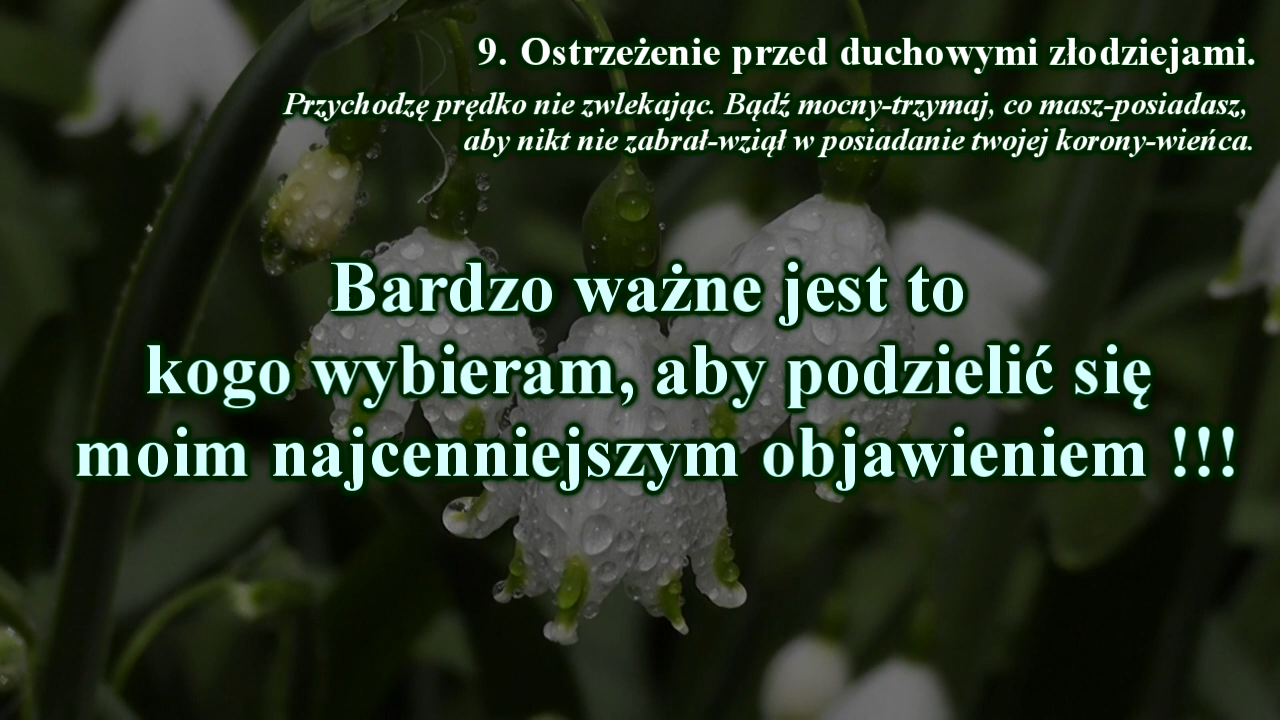 9. Ostrzeżenie przed duchowymi złodziejami.
Przychodzę prędko nie zwlekając. Bądź mocny-trzymaj, co masz-posiadasz,
aby nikt nie zabrał-wziął w posiadanie twojej korony-wieńca.
Bardzo ważne jest to
kogo wybieram, aby podzielić się
moim najcenniejszym objawieniem !!!